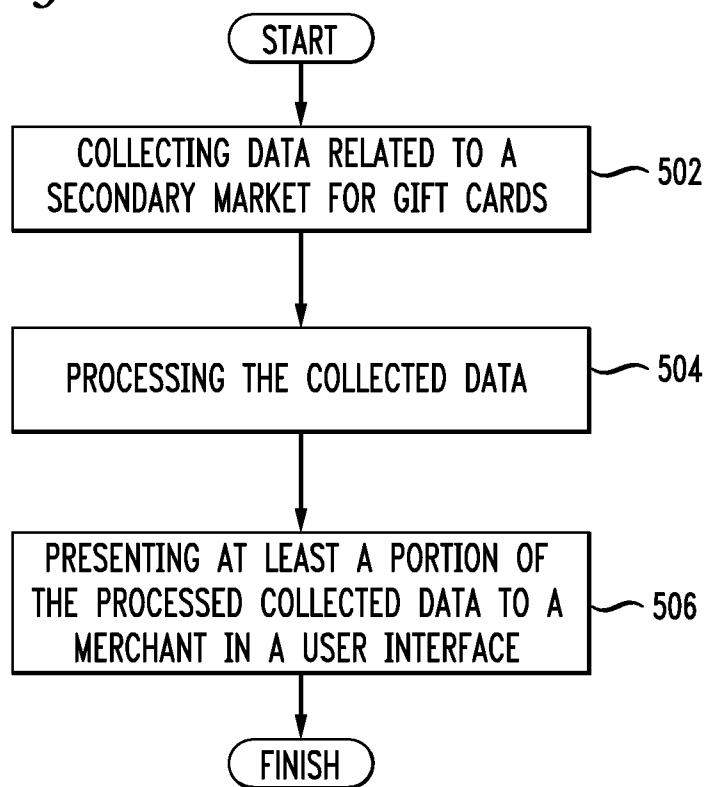 START
COLLECTING DATA RELATED TO A
SECONDARY MARKET FOR GIFT CARDS
502
PROCESSING THE COLLECTED DATA
504
PRESENTING AT LEAST A PORTION OF
THE PROCESSED COLLECTED DATA TO A
MERCHANT IN A USER INTERFACE
506
FINISH